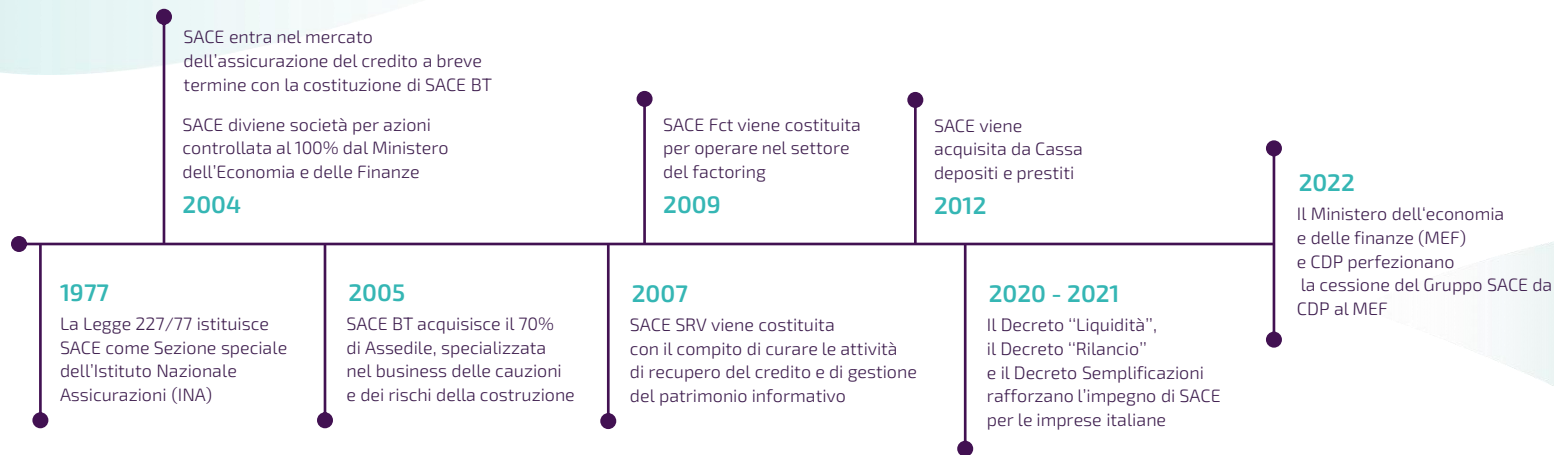 SACE entra nel mercato
dell'assicurazione del credito a breve
termine con la costituzione di SACE BT
SACE diviene società per azioni
controllata al 100% dal Ministero
dell'Economia e delle Finanze
2004
SACE Fct viene costituita
per operare nel settore
del factoring
2009
SACE viene
acquisita da Cassa
depositi e prestiti
2012
2022
Il Ministero dell'economia
e delle finanze (MEF)
e CDP perfezionano
la cessione del Gruppo SACE da
CDP al MEF
1977
La Legge 227/77 istituisce
SACE come Sezione speciale
dell'Istituto Nazionale
Assicurazioni (INA)
2005
SACE BT acquisisce il 70%
di Assedile, specializzata
nel business delle cauzioni
e dei rischi della costruzione
2007
SACE SRV viene costituita
con il compito di curare le attività
di recupero del credito e di gestione
del patrimonio informativo
2020 - 2021
Il Decreto "Liquidità",
il Decreto "Rilancio"
e il Decreto Semplificazioni
rafforzano l'impegno di SACE
per le imprese italiane